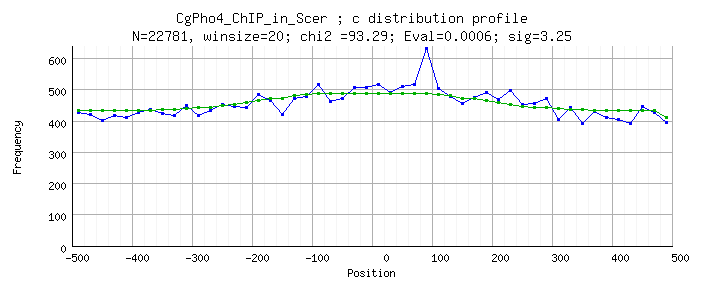 CgPho4_ChIP_in_Scer ; c distribution profile
N=22781, winsize=20; chi2 =93.29; Eval=0.0006; sig=3.25
600
500
400
300
200
100
0
Frequency
-500 -400 -300 -200 -100 0 100 200 300 400 500
Position